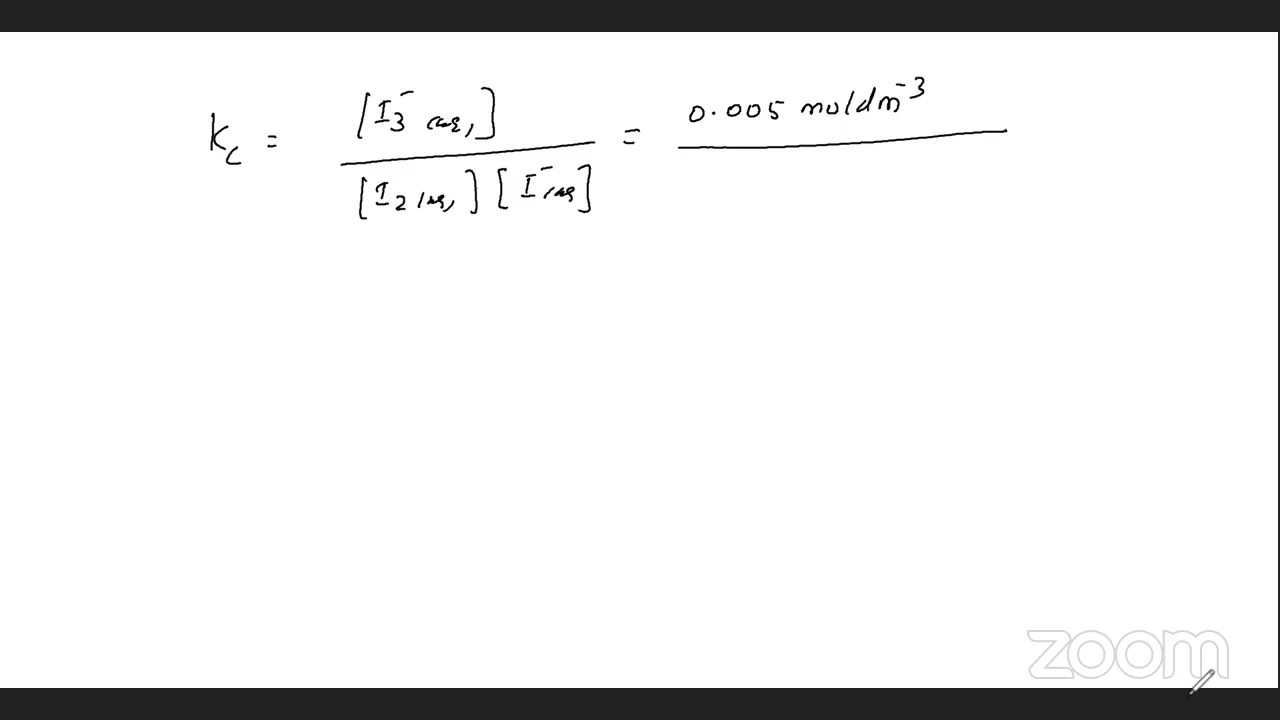 Kc = [I3⁻ (aq)] / [I2 (aq)] [I⁻ (aq)] = 0.005 moldm⁻³
zoom